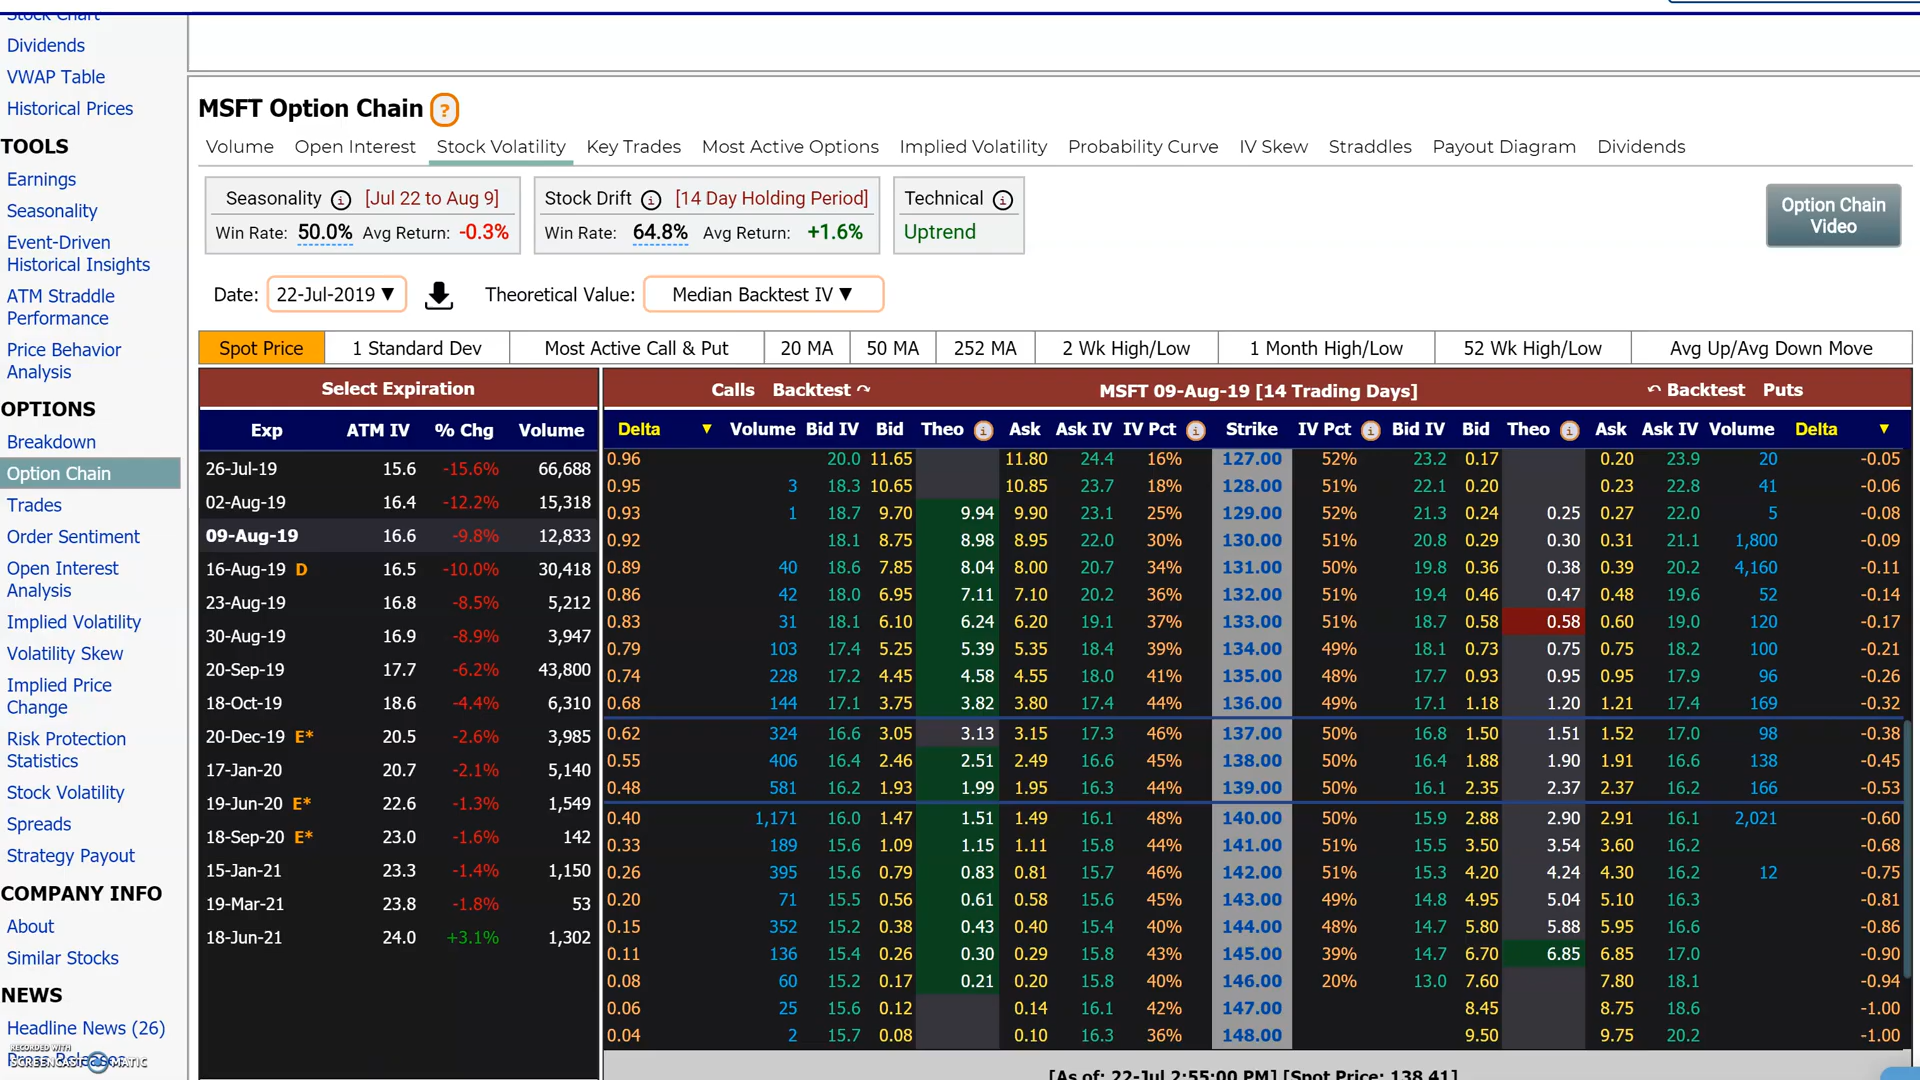 Stock Chart
Dividends
VWAP Table
Historical Prices
TOOLS
Earnings
Seasonality
Event-Driven
Historical Insights
ATM Straddle
Performance
Price Behavior
Analysis
OPTIONS
Breakdown
Option Chain
Trades
Order Sentiment
Open Interest
Analysis
Implied Volatility
Volatility Skew
Implied Price
Change
Risk Protection
Statistics
Stock Volatility
Spreads
Strategy Payout
COMPANY INFO
About
Similar Stocks
NEWS
Headline News (26)
Press Releases
RECORDED WITH
SCREENCAST-O-MATIC
MSFT Option Chain ?
Volume Open Interest Stock Volatility Key Trades Most Active Options Implied Volatility Probability Curve IV Skew Straddles Payout Diagram Dividends
Seasonality i [Jul 22 to Aug 9]
Win Rate: 50.0% Avg Return: -0.3%
Stock Drift i [14 Day Holding Period]
Win Rate: 64.8% Avg Return: +1.6%
Technical i
Uptrend
Option Chain
Video
Date: 22-Jul-2019 ▼ Theoretical Value: Median Backtest IV ▼
Spot Price 1 Standard Dev Most Active Call & Put 20 MA 50 MA 252 MA 2 Wk High/Low 1 Month High/Low 52 Wk High/Low Avg Up/Avg Down Move
Select Expiration
Exp ATM IV % Chg Volume
26-Jul-19 15.6 -15.6% 66,688
02-Aug-19 16.4 -12.2% 15,318
09-Aug-19 16.6 -9.8% 12,833
16-Aug-19 D 16.5 -10.0% 30,418
23-Aug-19 16.8 -8.5% 5,212
30-Aug-19 16.9 -8.9% 3,947
20-Sep-19 17.7 -6.2% 43,800
18-Oct-19 18.6 -4.4% 6,310
20-Dec-19 E* 20.5 -2.6% 3,985
17-Jan-20 20.7 -2.1% 5,140
19-Jun-20 E* 22.6 -1.3% 1,549
18-Sep-20 E* 23.0 -1.6% 142
15-Jan-21 23.3 -1.4% 1,150
19-Mar-21 23.8 -1.8% 53
18-Jun-21 24.0 +3.1% 1,302
Calls Backtest ↷ MSFT 09-Aug-19 [14 Trading Days] ↶ Backtest Puts
Delta ▼ Volume Bid IV Bid Theo i Ask Ask IV IV Pct i Strike IV Pct i Bid IV Bid Theo i Ask Ask IV Volume Delta ▼
0.96 20.0 11.65 11.80 24.4 16% 127.00 52% 23.2 0.17 0.20 23.9 20 -0.05
0.95 3 18.3 10.65 10.85 23.7 18% 128.00 51% 22.1 0.20 0.23 22.8 41 -0.06
0.93 1 18.7 9.70 9.94 9.90 23.1 25% 129.00 52% 21.3 0.24 0.25 0.27 22.0 5 -0.08
0.92 18.1 8.75 8.98 8.95 22.0 30% 130.00 51% 20.8 0.29 0.30 0.31 21.1 1,800 -0.09
0.89 40 18.6 7.85 8.04 8.00 20.7 34% 131.00 50% 19.8 0.36 0.38 0.39 20.2 4,160 -0.11
0.86 42 18.0 6.95 7.11 7.10 20.2 36% 132.00 51% 19.4 0.46 0.47 0.48 19.6 52 -0.14
0.83 31 18.1 6.10 6.24 6.20 19.1 37% 133.00 51% 18.7 0.58 0.58 0.60 19.0 120 -0.17
0.79 103 17.4 5.25 5.39 5.35 18.4 39% 134.00 49% 18.1 0.73 0.75 0.75 18.2 100 -0.21
0.74 228 17.2 4.45 4.58 4.55 18.0 41% 135.00 48% 17.7 0.93 0.95 0.95 17.9 96 -0.26
0.68 144 17.1 3.75 3.82 3.80 17.4 44% 136.00 49% 17.1 1.18 1.20 1.21 17.4 169 -0.32
0.62 324 16.6 3.05 3.13 3.15 17.3 46% 137.00 50% 16.8 1.50 1.51 1.52 17.0 98 -0.38
0.55 406 16.4 2.46 2.51 2.49 16.6 45% 138.00 50% 16.4 1.88 1.90 1.91 16.6 138 -0.45
0.48 581 16.2 1.93 1.99 1.95 16.3 44% 139.00 50% 16.1 2.35 2.37 2.37 16.2 166 -0.53
0.40 1,171 16.0 1.47 1.51 1.49 16.1 48% 140.00 50% 15.9 2.88 2.90 2.91 16.1 2,021 -0.60
0.33 189 15.6 1.09 1.15 1.11 15.8 44% 141.00 51% 15.5 3.50 3.54 3.60 16.2 -0.68
0.26 395 15.6 0.79 0.83 0.81 15.7 46% 142.00 51% 15.3 4.20 4.24 4.30 16.2 12 -0.75
0.20 71 15.5 0.56 0.61 0.58 15.6 45% 143.00 49% 14.8 4.95 5.04 5.10 16.3 -0.81
0.15 352 15.2 0.38 0.43 0.40 15.4 40% 144.00 48% 14.7 5.80 5.88 5.95 16.6 -0.86
0.11 136 15.4 0.26 0.30 0.29 15.8 43% 145.00 39% 14.7 6.70 6.85 6.85 17.0 -0.90
0.08 60 15.2 0.17 0.21 0.20 15.8 40% 146.00 20% 13.0 7.60 7.80 18.1 -0.94
0.06 25 15.6 0.12 0.14 16.1 42% 147.00 8.45 8.75 18.6 -1.00
0.04 2 15.7 0.08 0.10 16.3 36% 148.00 9.50 9.75 20.2 -1.00
[As of: 22-Jul 2:55:00 PM] [Spot Price: 138.41]